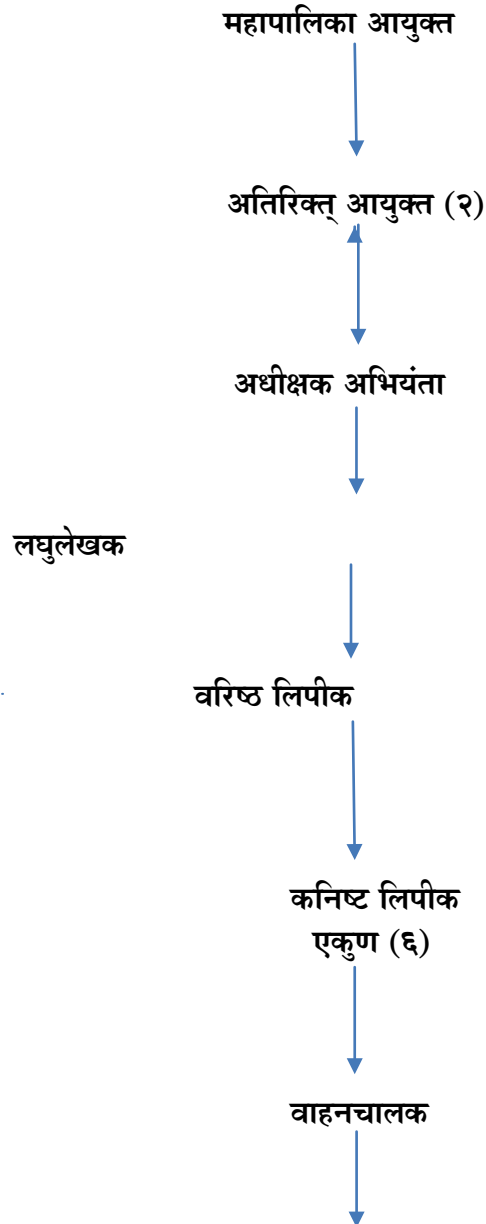 महापालिका आयुक्त
अतिरिक्त् आयुक्त (२)
अधीक्षक अभियंता
लघुलेखक
वरिष्ठ लिपीक
कनिष्ट लिपीक
एकुण (६)
वाहनचालक